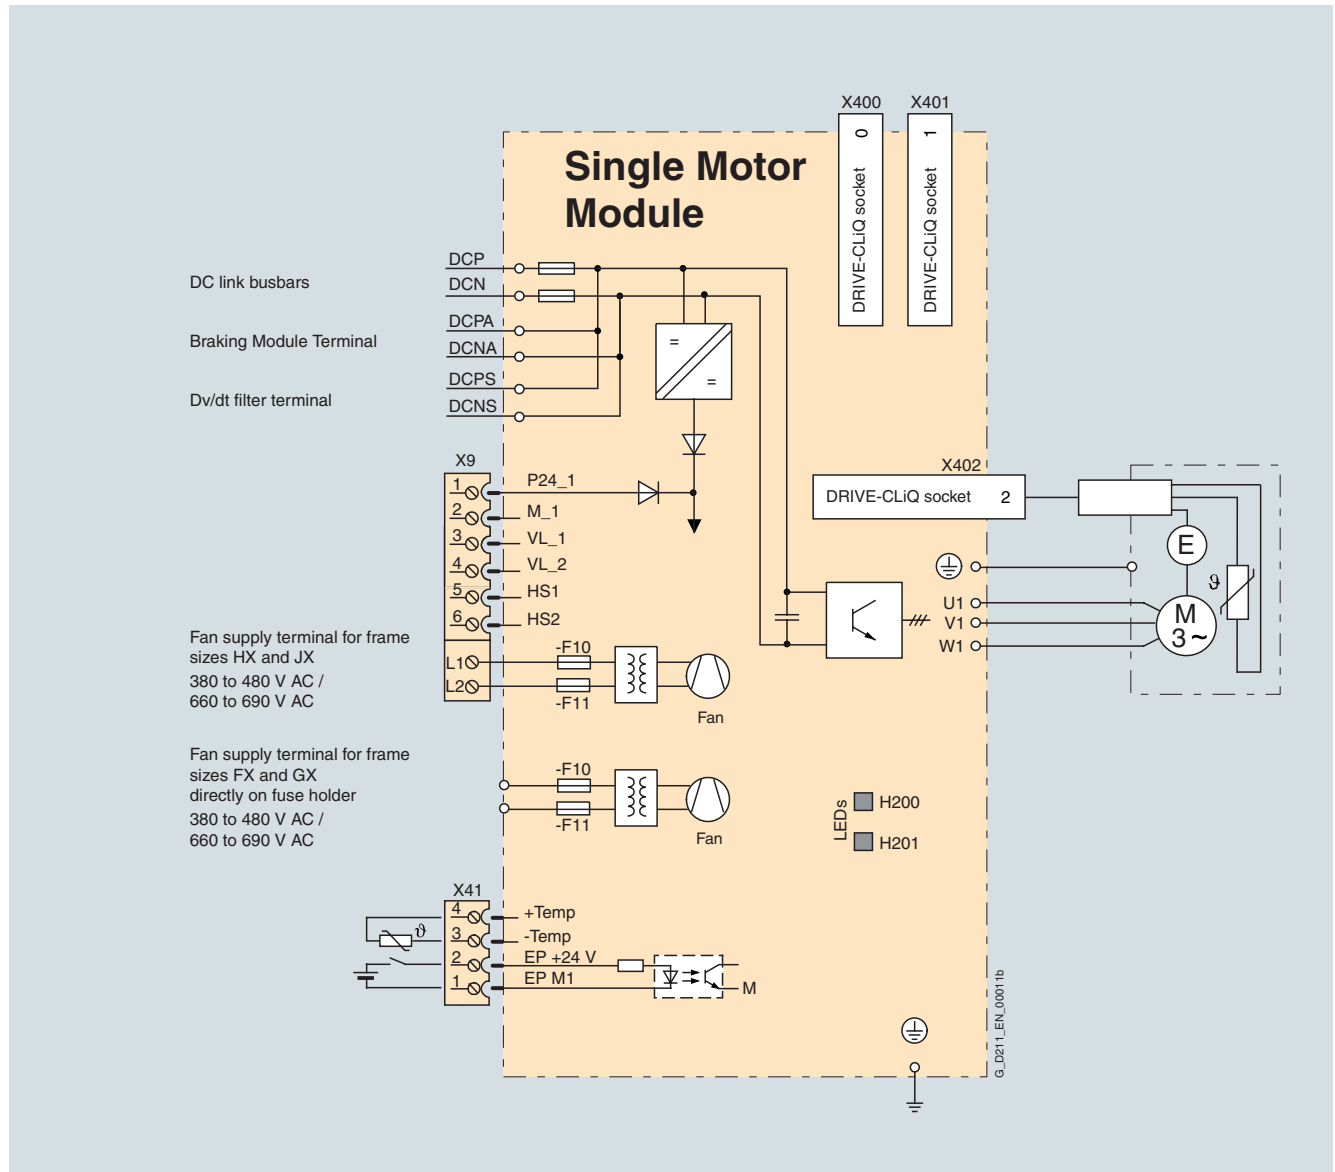 X400
X401
DRIVE-CLiQ socket 0
DRIVE-CLiQ socket 1
Single Motor
Module
DC link busbars
DCP
DCN
Braking Module Terminal
DCPA
DCNA
Dv/dt filter terminal
DCPS
DCNS
=
=
X9
1 P24_1
2 M_1
3 VL_1
4 VL_2
5 HS1
6 HS2
X402
DRIVE-CLiQ socket 2
E
ϑ
U1
V1
W1
M
3 ~
Fan supply terminal for frame
sizes HX and JX
380 to 480 V AC /
660 to 690 V AC
L1
L2
-F10
-F11
Fan
Fan supply terminal for frame
sizes FX and GX
directly on fuse holder
380 to 480 V AC /
660 to 690 V AC
-F10
-F11
Fan
LEDs
H200
H201
X41
4 +Temp
3 -Temp
2 EP +24 V
1 EP M1
ϑ
M
G_D211_EN_00011b